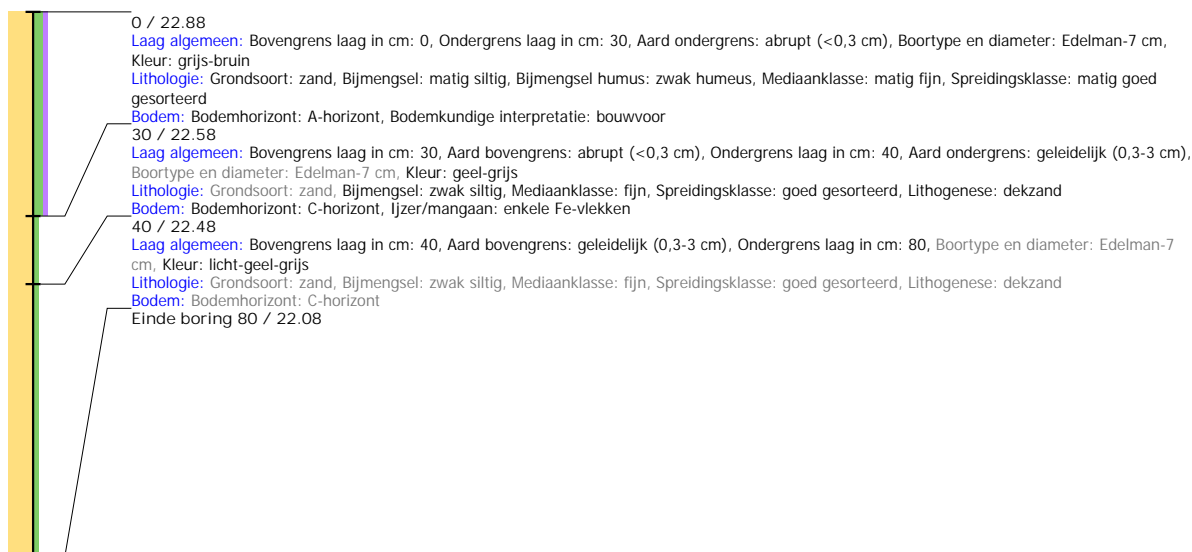 0 / 22.88
Laag algemeen: Bovengrens laag in cm: 0, Ondergrens laag in cm: 30, Aard ondergrens: abrupt (<0,3 cm), Boortype en diameter: Edelman-7 cm,
Kleur: grijs-bruin
Lithologie: Grondsoort: zand, Bijmengsel: matig siltig, Bijmengsel humus: zwak humeus, Mediaanklasse: matig fijn, Spreidingsklasse: matig goed
gesorteerd
Bodem: Bodemhorizont: A-horizont, Bodemkundige interpretatie: bouwvoor
30 / 22.58
Laag algemeen: Bovengrens laag in cm: 30, Aard bovengrens: abrupt (<0,3 cm), Ondergrens laag in cm: 40, Aard ondergrens: geleidelijk (0,3-3 cm),
Boortype en diameter: Edelman-7 cm, Kleur: geel-grijs
Lithologie: Grondsoort: zand, Bijmengsel: zwak siltig, Mediaanklasse: fijn, Spreidingsklasse: goed gesorteerd, Lithogenese: dekzand
Bodem: Bodemhorizont: C-horizont, Ijzer/mangaan: enkele Fe-vlekken
40 / 22.48
Laag algemeen: Bovengrens laag in cm: 40, Aard bovengrens: geleidelijk (0,3-3 cm), Ondergrens laag in cm: 80, Boortype en diameter: Edelman-7
cm, Kleur: licht-geel-grijs
Lithologie: Grondsoort: zand, Bijmengsel: zwak siltig, Mediaanklasse: fijn, Spreidingsklasse: goed gesorteerd, Lithogenese: dekzand
Bodem: Bodemhorizont: C-horizont
Einde boring 80 / 22.08